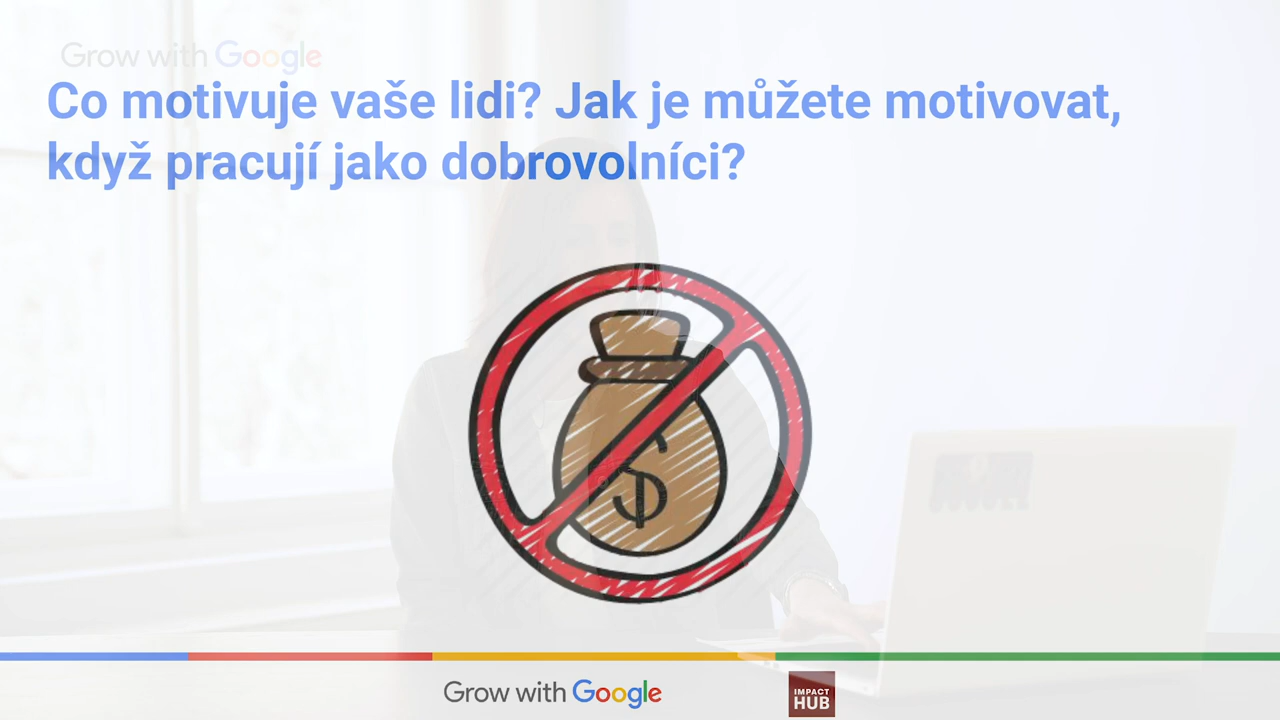 Grow with Google
Co motivuje vaše lidi? Jak je můžete motivovat,
když pracují jako dobrovolníci?
$
Grow with Google
IMPACT
HUB